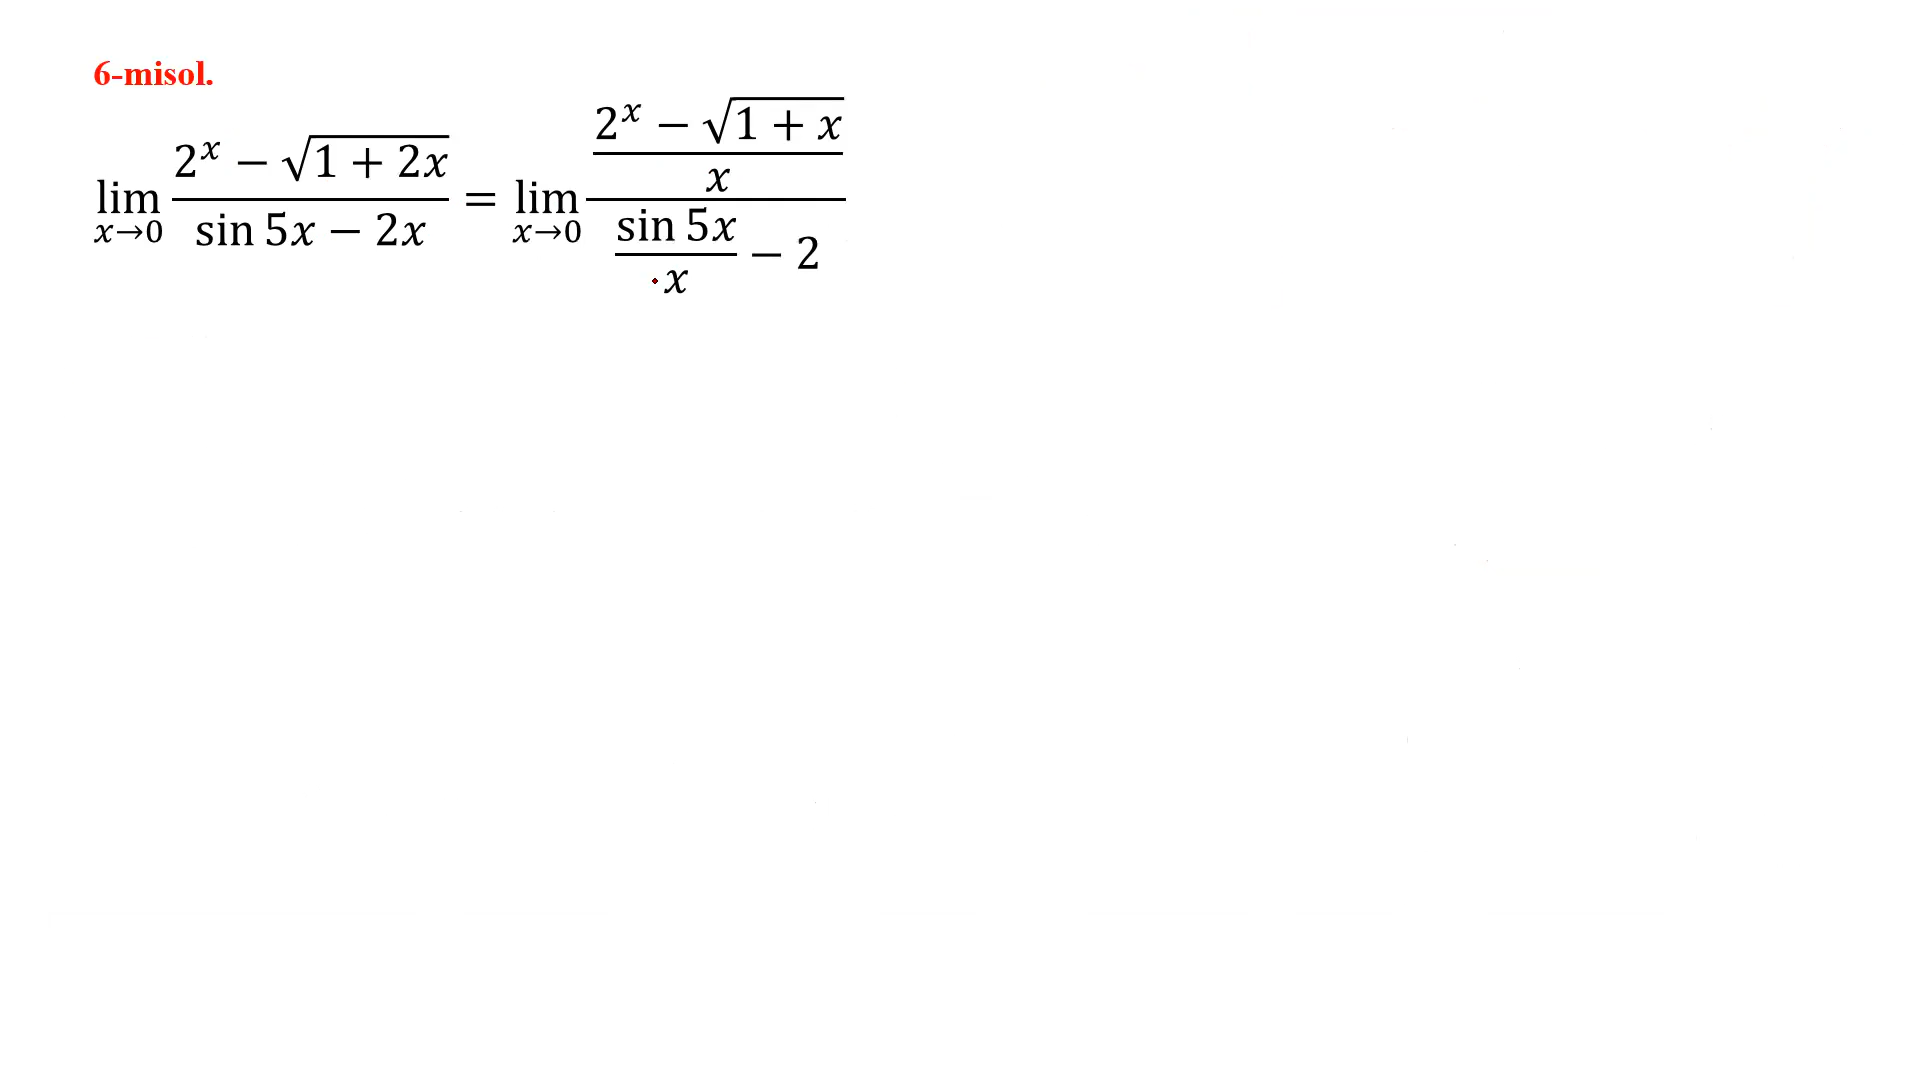 6-misol.
lim_{x→0} (2^x − √(1 + 2x))/(sin 5x − 2x) = lim_{x→0} ((2^x − √(1 + x))/x)/((sin 5x)/x − 2)